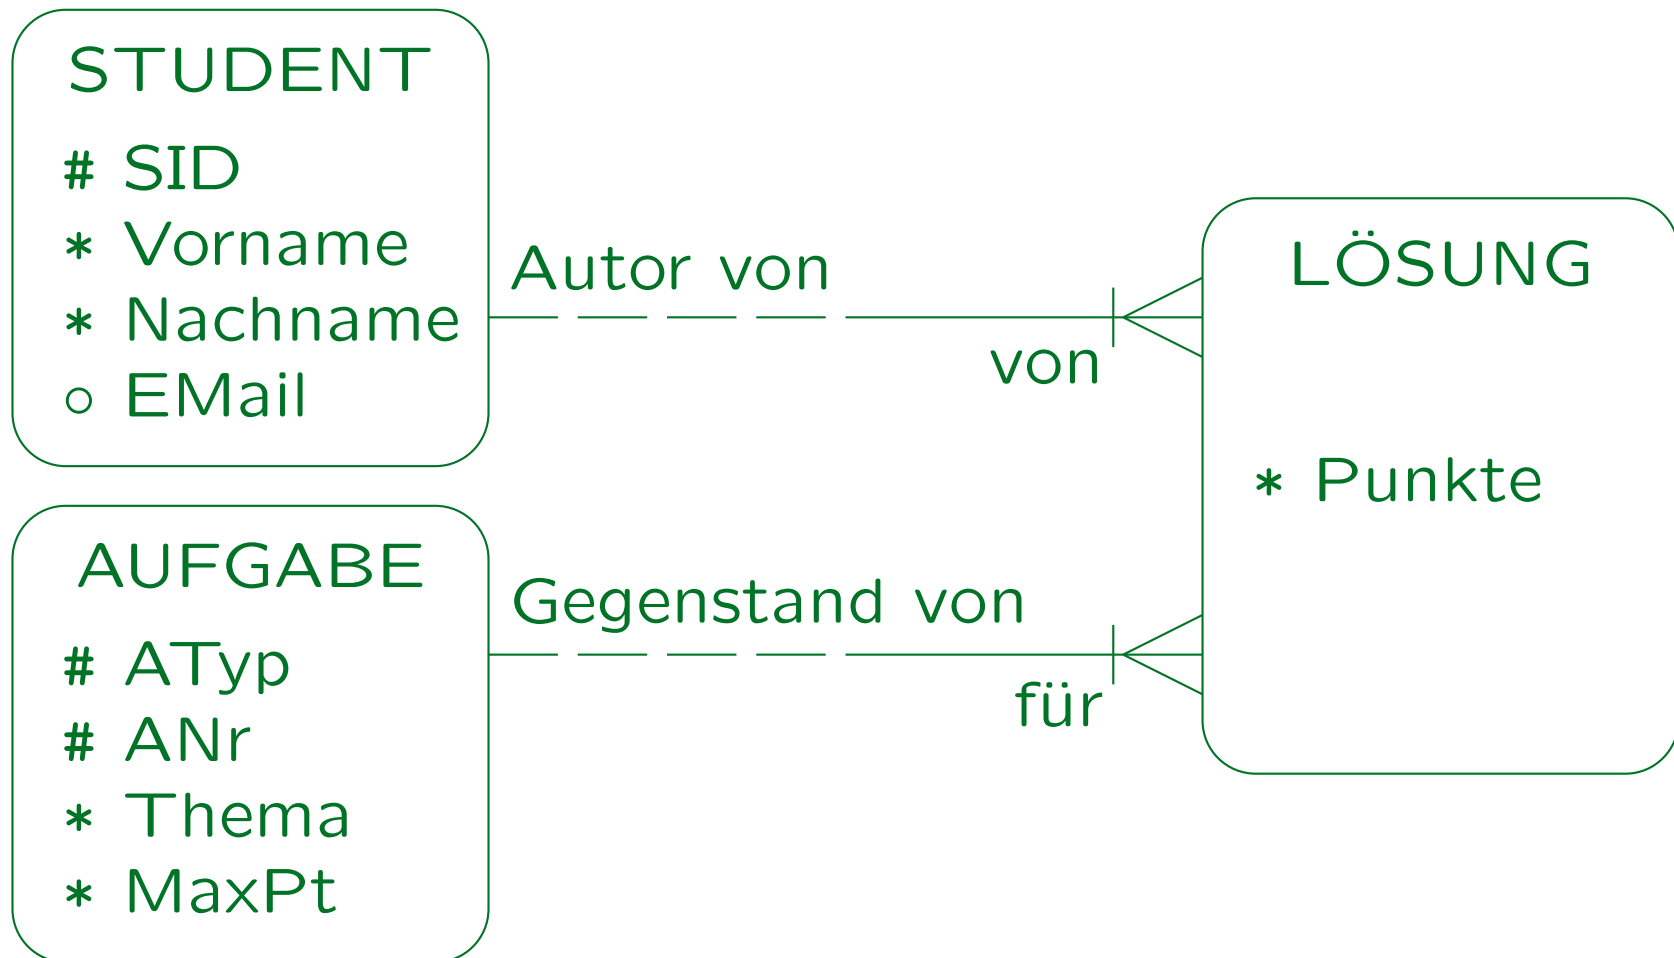 STUDENT
# SID
* Vorname
* Nachname
○ EMail
Autor von
von
LÖSUNG
* Punkte
AUFGABE
# ATyp
# ANr
* Thema
* MaxPt
Gegenstand von
für